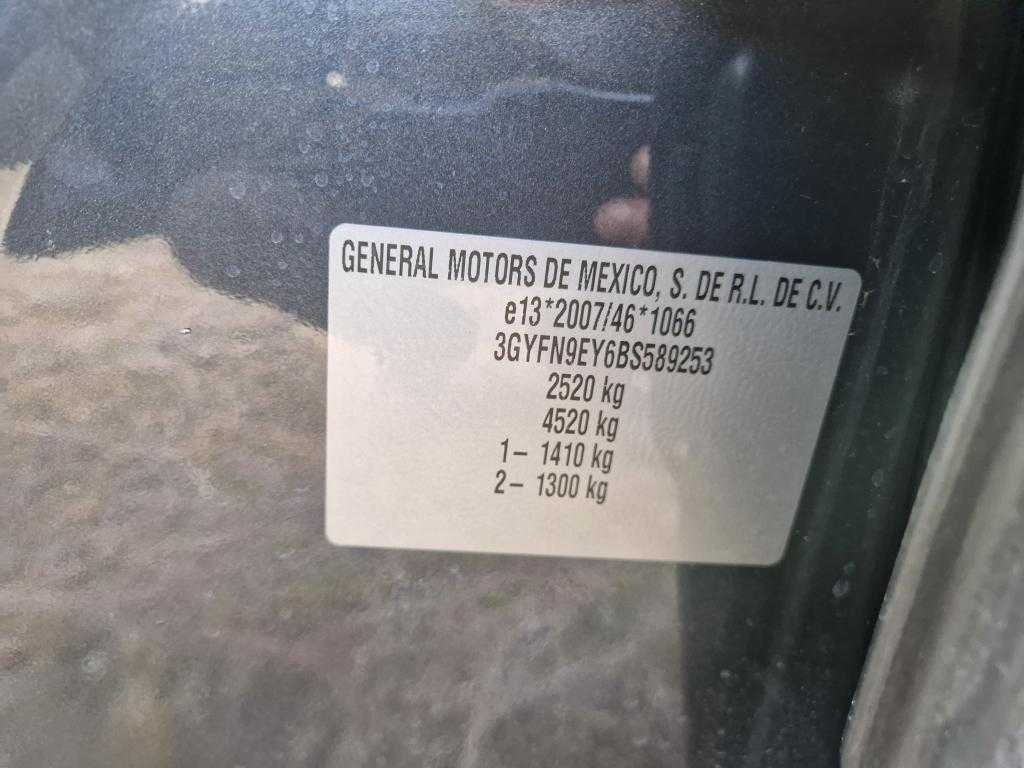 GENERAL MOTORS DE MEXICO, S. DE R.L. DE C.V.
e13*2007/46*1066
3GYFN9EY6BS589253
2520 kg
4520 kg
1– 1410 kg
2– 1300 kg